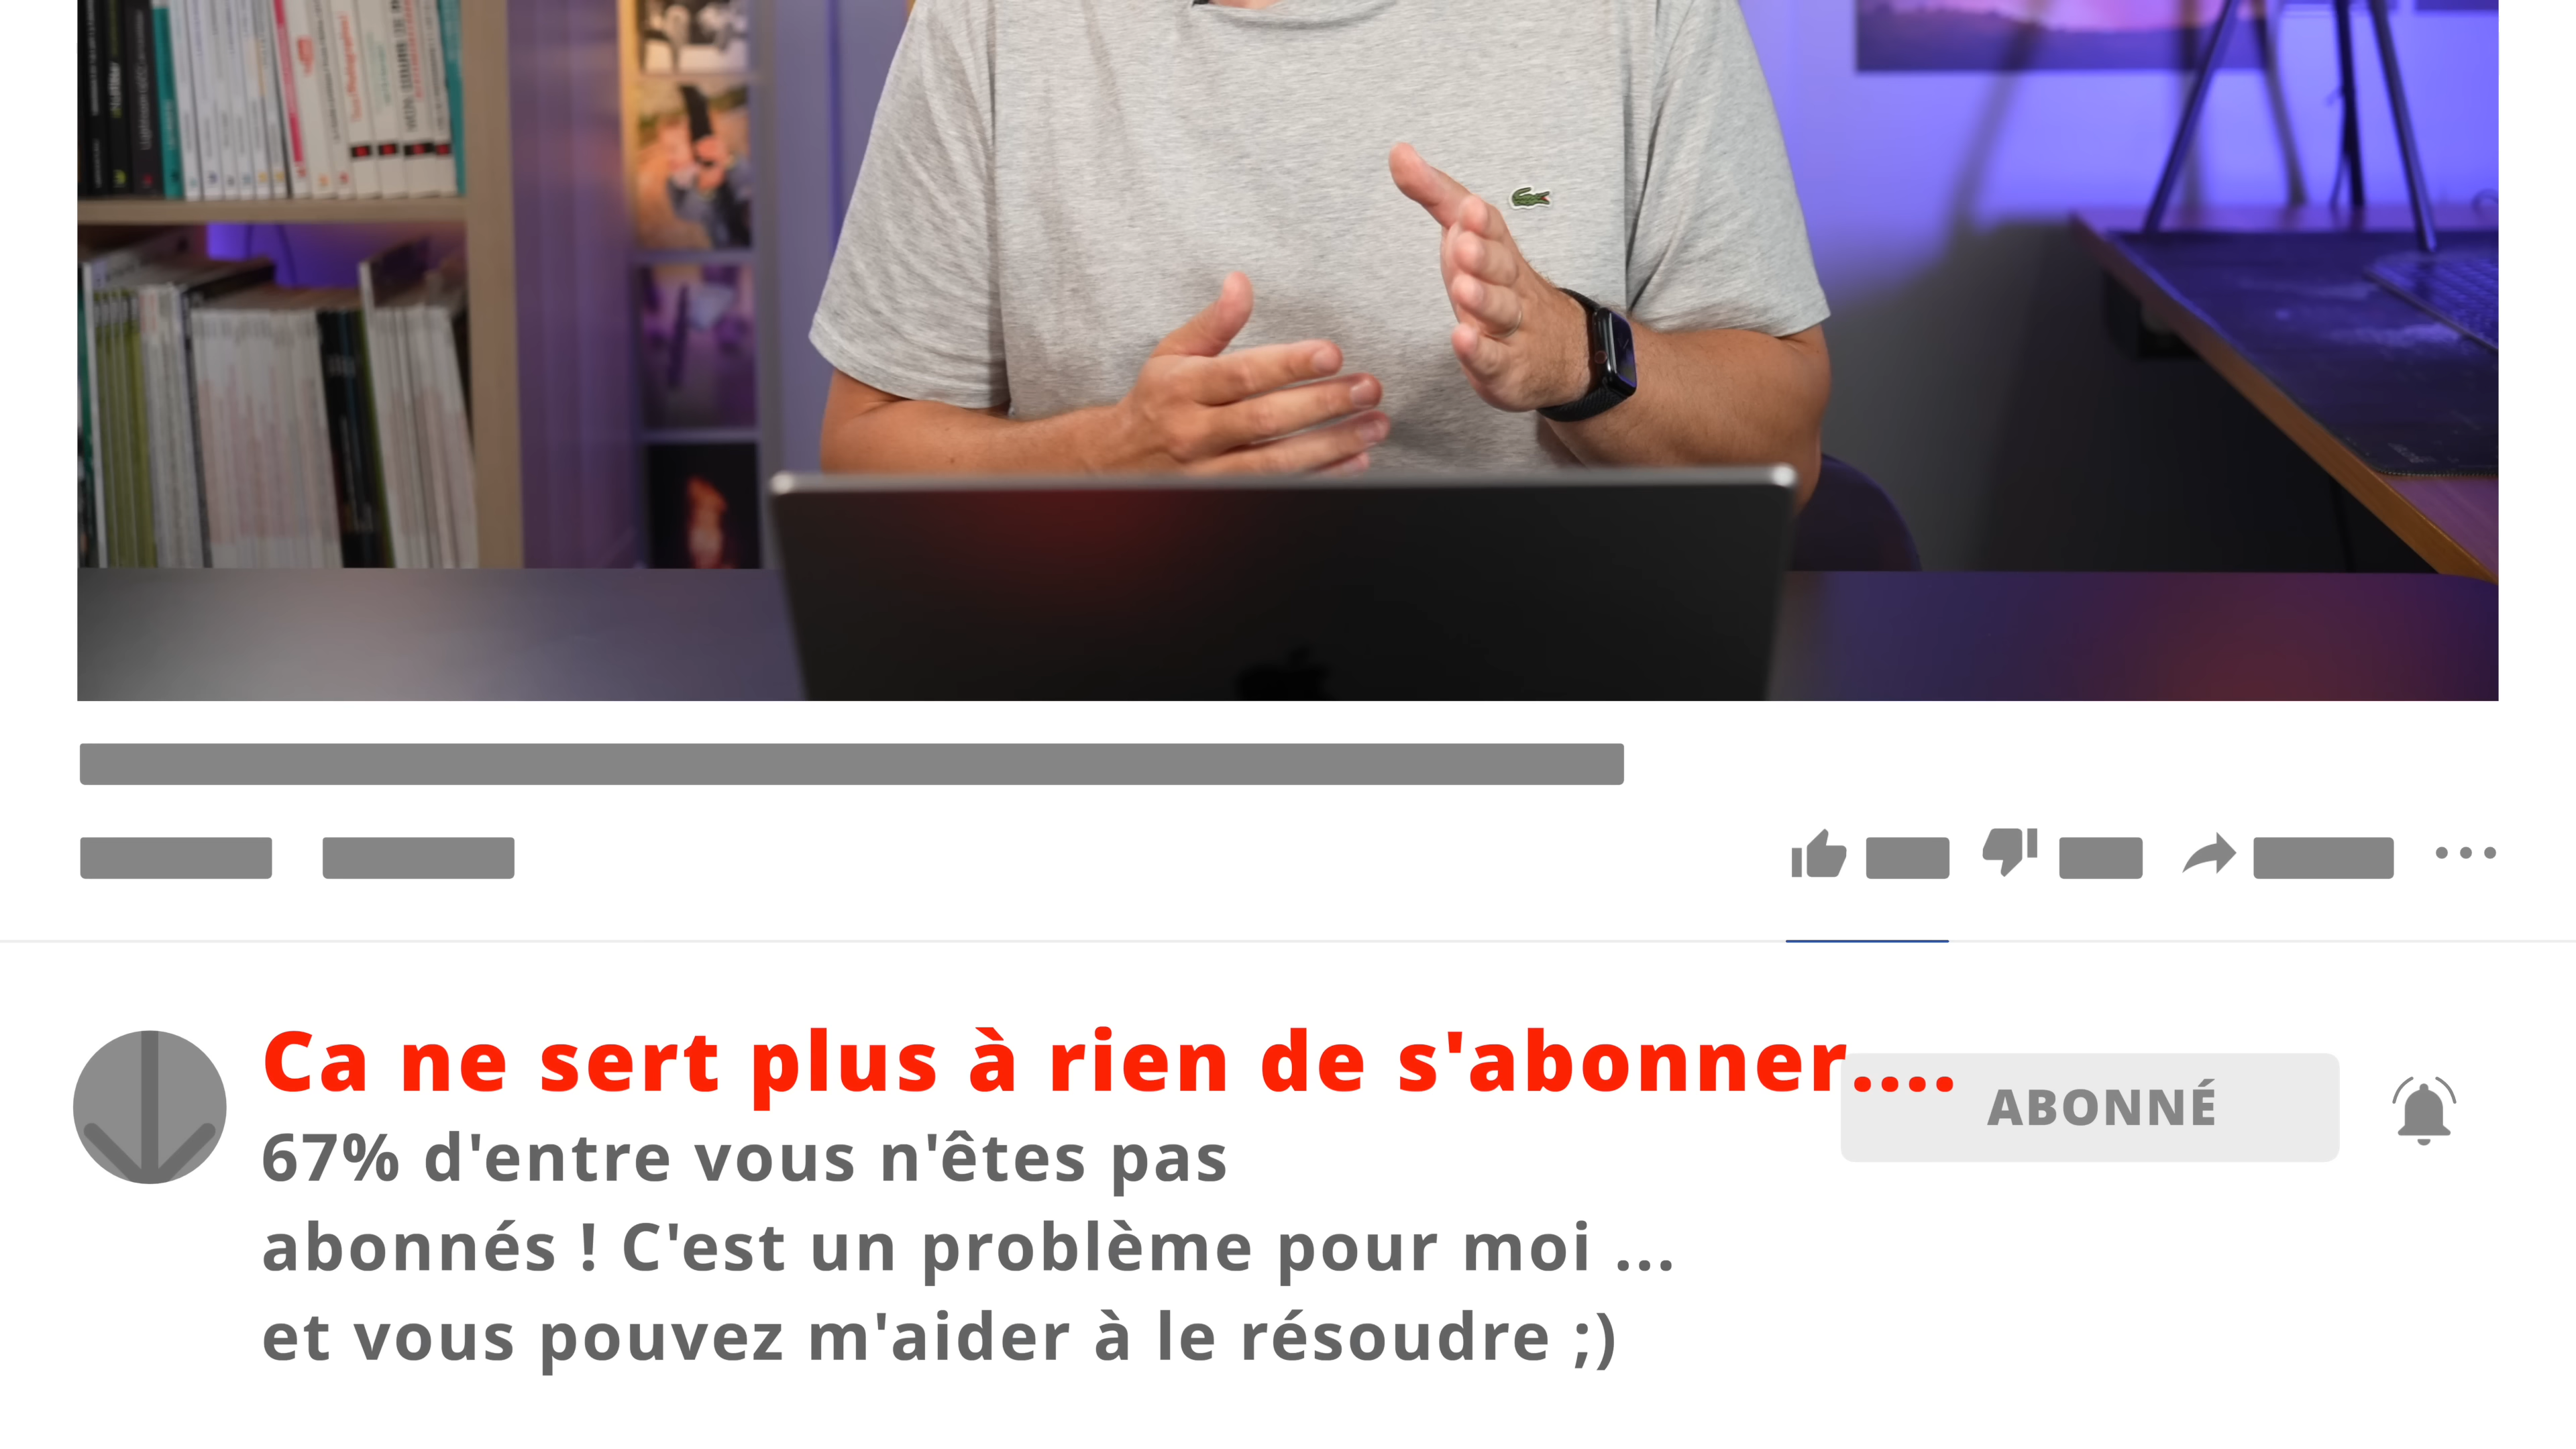 Ca ne sert plus à rien de s'abonner....
ABONNÉ
67% d'entre vous n'êtes pas
abonnés ! C'est un problème pour moi ...
et vous pouvez m'aider à le résoudre ;)